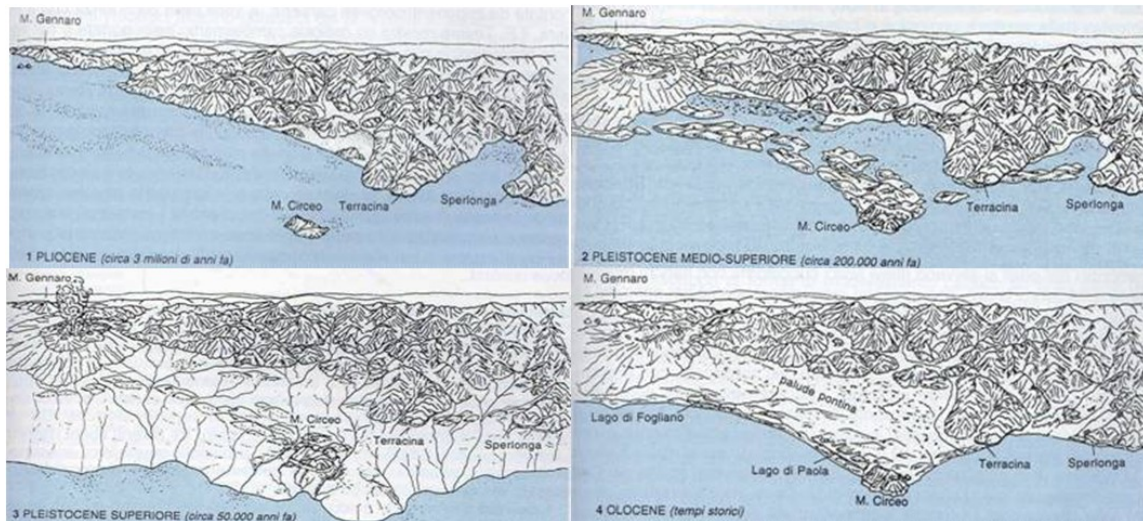 M. Gennaro
M. Circeo
Terracina
Sperlonga
1 PLIOCENE (circa 3 milioni di anni fa)
M. Gennaro
M. Circeo
Terracina
Sperlonga
2 PLEISTOCENE MEDIO-SUPERIORE (circa 200.000 anni fa)
M. Gennaro
M. Circeo
Terracina
Sperlonga
3 PLEISTOCENE SUPERIORE (circa 50.000 anni fa)
M. Gennaro
palude pontina
Lago di Fogliano
Lago di Paola
Terracina
Sperlonga
M. Circeo
4 OLOCENE (tempi storici)